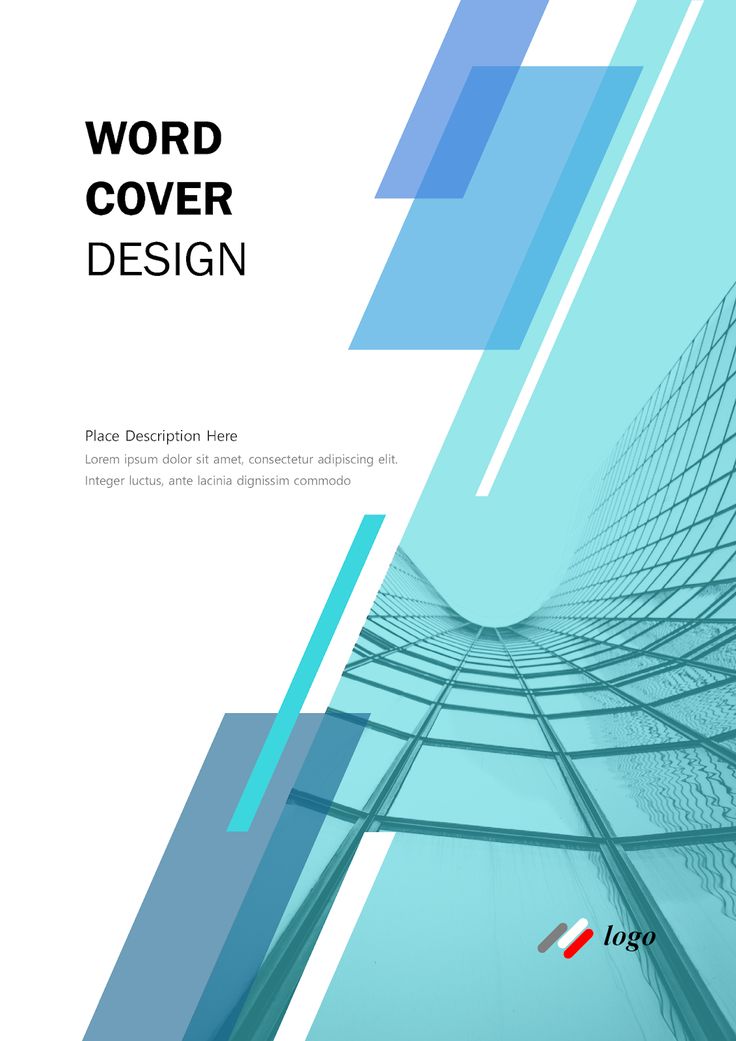 WORD
COVER
DESIGN
Place Description Here
Lorem ipsum dolor sit amet, consectetur adipiscing elit.
Integer luctus, ante lacinia dignissim commodo
logo